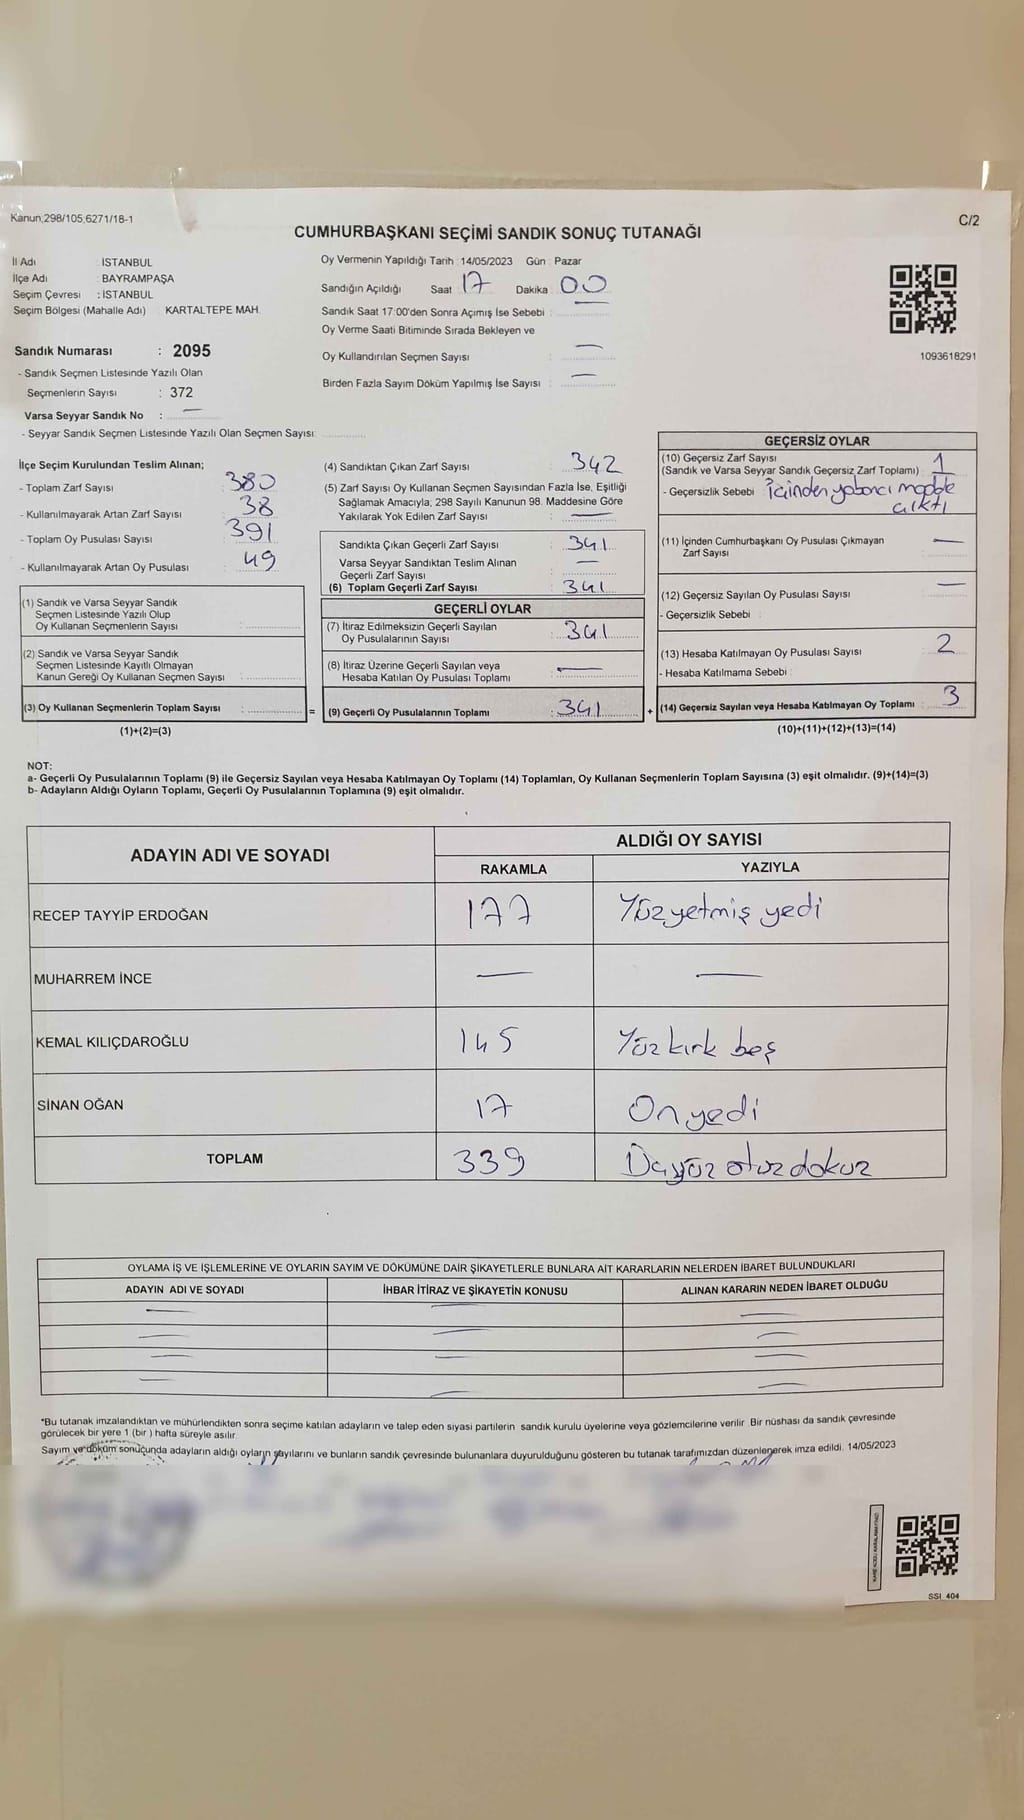 Kanun,298/105,6271/18-1
C/2
CUMHURBAŞKANI SEÇİMİ SANDIK SONUÇ TUTANAĞI
İl Adı : İSTANBUL
İlçe Adı : BAYRAMPAŞA
Seçim Çevresi : İSTANBUL
Seçim Bölgesi (Mahalle Adı) : KARTALTEPE MAH.
Sandık Numarası : 2095
- Sandık Seçmen Listesinde Yazılı Olan
Seçmenlerin Sayısı : 372
Varsa Seyyar Sandık No : —
- Seyyar Sandık Seçmen Listesinde Yazılı Olan Seçmen Sayısı:
Oy Vermenin Yapıldığı Tarih : 14/05/2023 Gün : Pazar
Sandığın Açıldığı Saat : 17 Dakika : 00
Sandık Saat 17:00'den Sonra Açımış İse Sebebi : —
Oy Verme Saati Bitiminde Sırada Bekleyen ve
Oy Kullandırılan Seçmen Sayısı : —
Birden Fazla Sayım Döküm Yapılmış İse Sayısı : —
1093618291
İlçe Seçim Kurulundan Teslim Alınan;
- Toplam Zarf Sayısı : 380
- Kullanılmayarak Artan Zarf Sayısı : 38
- Toplam Oy Pusulası Sayısı : 391
- Kullanılmayarak Artan Oy Pusulası : 49
(1) Sandık ve Varsa Seyyar Sandık
Seçmen Listesinde Yazılı Olup
Oy Kullanan Seçmenlerin Sayısı :
(2) Sandık ve Varsa Seyyar Sandık
Seçmen Listesinde Kayıtlı Olmayan
Kanun Gereği Oy Kullanan Seçmen Sayısı :
(3) Oy Kullanan Seçmenlerin Toplam Sayısı :
(1)+(2)=(3)
=
(4) Sandıktan Çıkan Zarf Sayısı : 342
(5) Zarf Sayısı Oy Kullanan Seçmen Sayısından Fazla İse, Eşitliği
Sağlamak Amacıyla; 298 Sayılı Kanunun 98. Maddesine Göre
Yakılarak Yok Edilen Zarf Sayısı : —
Sandıkta Çıkan Geçerli Zarf Sayısı : 341
Varsa Seyyar Sandıktan Teslim Alınan
Geçerli Zarf Sayısı : —
(6) Toplam Geçerli Zarf Sayısı : 341
GEÇERLİ OYLAR
(7) İtiraz Edilmeksizin Geçerli Sayılan
Oy Pusulalarının Sayısı : 341
(8) İtiraz Üzerine Geçerli Sayılan veya
Hesaba Katılan Oy Pusulası Toplamı : —
(9) Geçerli Oy Pusulalarının Toplamı : 341
+
GEÇERSİZ OYLAR
(10) Geçersiz Zarf Sayısı
(Sandık ve Varsa Seyyar Sandık Geçersiz Zarf Toplamı) : 1
- Geçersizlik Sebebi : İçinden yabancı madde
çıktı
(11) İçinden Cumhurbaşkanı Oy Pusulası Çıkmayan
Zarf Sayısı : —
(12) Geçersiz Sayılan Oy Pusulası Sayısı : —
- Geçersizlik Sebebi :
(13) Hesaba Katılmayan Oy Pusulası Sayısı : 2
- Hesaba Katılmama Sebebi :
(14) Geçersiz Sayılan veya Hesaba Katılmayan Oy Toplamı : 3
(10)+(11)+(12)+(13)=(14)
NOT:
a- Geçerli Oy Pusulalarının Toplamı (9) ile Geçersiz Sayılan veya Hesaba Katılmayan Oy Toplamı (14) Toplamları, Oy Kullanan Seçmenlerin Toplam Sayısına (3) eşit olmalıdır. (9)+(14)=(3)
b- Adayların Aldığı Oyların Toplamı, Geçerli Oy Pusulalarının Toplamına (9) eşit olmalıdır.
ADAYIN ADI VE SOYADI ALDIĞI OY SAYISI
RAKAMLA YAZIYLA
RECEP TAYYİP ERDOĞAN 177 Yüzyetmiş yedi
MUHARREM İNCE — —
KEMAL KILIÇDAROĞLU 145 Yüz kırk beş
SİNAN OĞAN 17 On yedi
TOPLAM 339 otuz dokuz
OYLAMA İŞ VE İŞLEMLERİNE VE OYLARIN SAYIM VE DÖKÜMÜNE DAİR ŞİKAYETLERLE BUNLARA AİT KARARLARIN NELERDEN İBARET BULUNDUKLARI
ADAYIN ADI VE SOYADI İHBAR İTİRAZ VE ŞİKAYETİN KONUSU ALINAN KARARIN NEDEN İBARET OLDUĞU
— — —
— — —
— — —
— — —
*Bu tutanak imzalandıktan ve mühürlendikten sonra seçime katılan adayların ve talep eden siyasi partilerin sandık kurulu üyelerine veya gözlemcilerine verilir. Bir nüshası da sandık çevresinde
görülecek bir yere 1 (bir ) hafta süreyle asılır.
Sayım ve döküm sonuçunda adayların aldığı oyların sayılarını ve bunların sandık çevresinde bulunanlara duyurulduğunu gösteren bu tutanak tarafımızdan düzenlenerek imza edildi. 14/05/2023
SSI 404